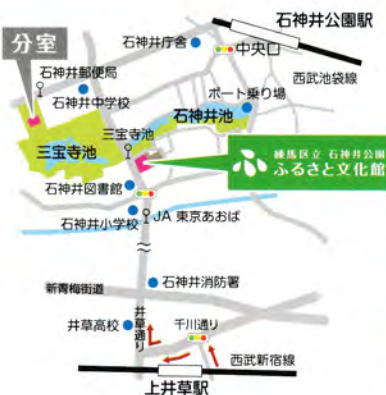 石神井公園駅
分室
石神井庁舎
中央口
石神井郵便局
西武池袋線
石神井中学校
ボート乗り場
石神井池
三宝寺池
三宝寺池
練馬区立 石神井公園
ふるさと文化館
石神井図書館
石神井小学校
JA 東京あおば
石神井消防署
新青梅街道
井草通り
井草高校
千川通り
西武新宿線
上井草駅